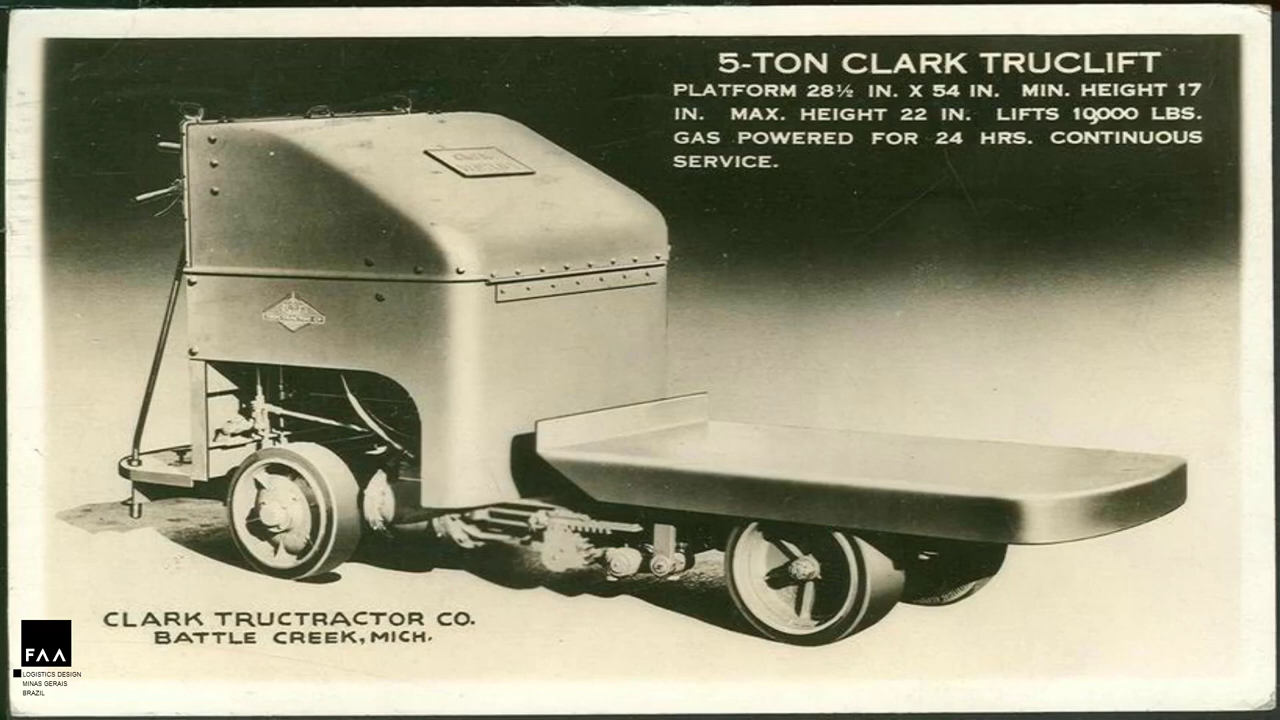 5-TON CLARK TRUCLIFT
PLATFORM 28½ IN. X 54 IN. MIN. HEIGHT 17
IN. MAX. HEIGHT 22 IN. LIFTS 10,000 LBS.
GAS POWERED FOR 24 HRS. CONTINUOUS
SERVICE.
CLARK TRUCTRACTOR CO.
BATTLE CREEK, MICH.
FAA
LOGISTICS DESIGN
MINAS GERAIS
BRAZIL